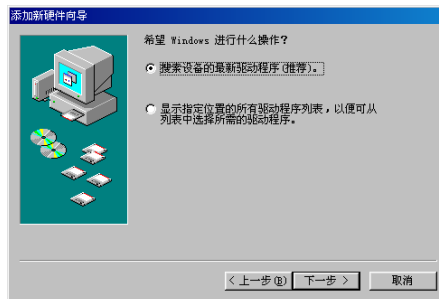 添加新硬件向导
希望 Windows 进行什么操作?
搜索设备的最新驱动程序(推荐)。
显示指定位置的所有驱动程序列表，以便可从
列表中选择所需的驱动程序。
< 上一步(B)
下一步 >
取消